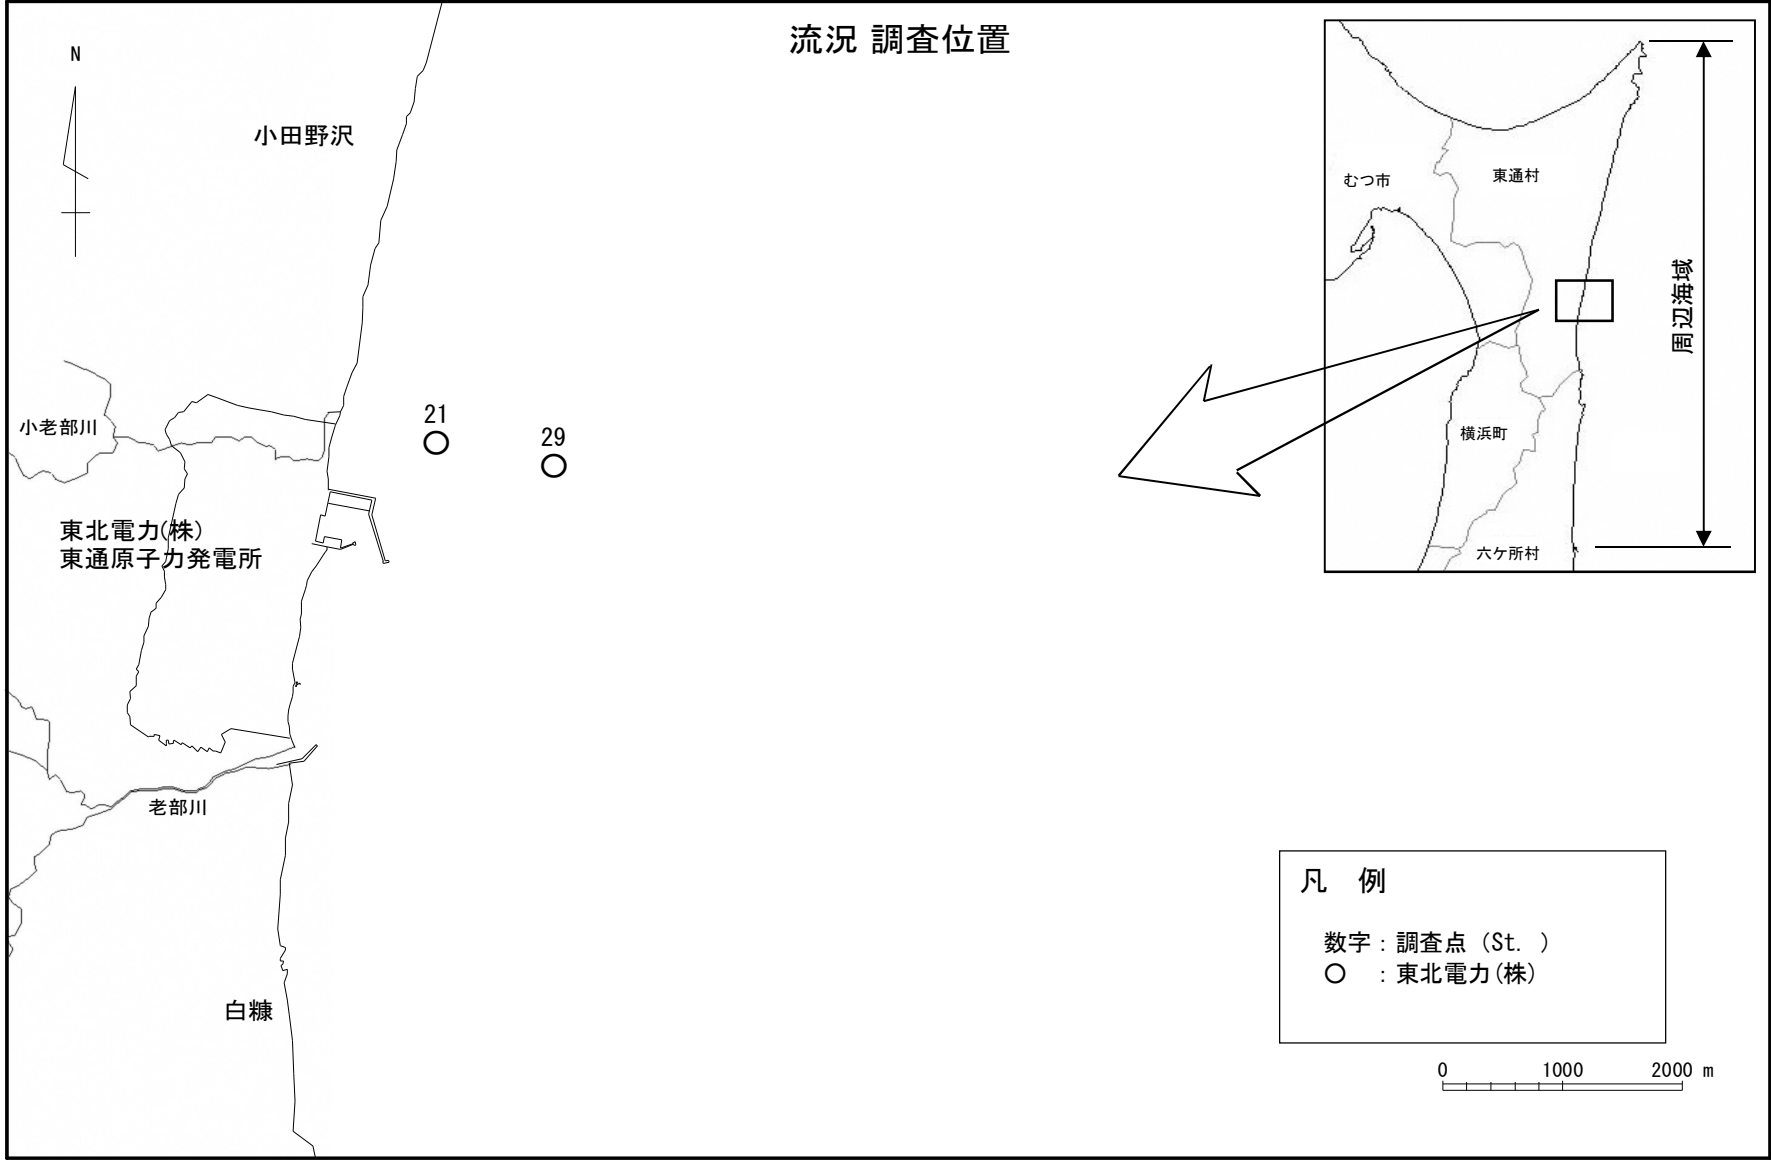 流況 調査位置
N
小田野沢
むつ市
東通村
周辺海域
21
小老部川
29
横浜町
東北電力(株)
東通原子力発電所
六ケ所村
老部川
凡 例
数字：調査点（St. ）
○ ：東北電力(株)
白糠
0 1000 2000 m